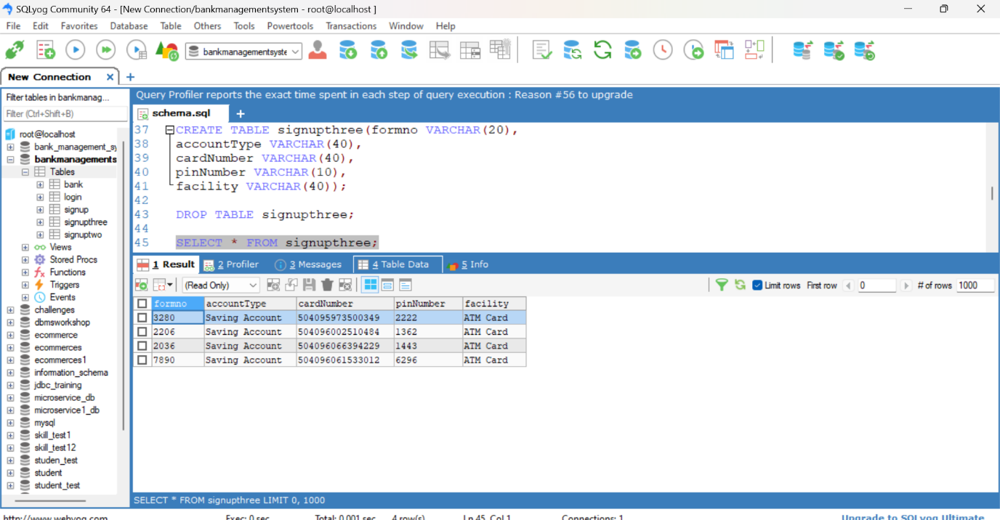 SQLyog Community 64 - [New Connection/bankmanagementsystem - root@localhost ]
File Edit Favorites Database Table Others Tools Powertools Transactions Window Help
bankmanagementsyste
New Connection
Filter tables in bankmanag...
Filter (Ctrl+Shift+B)
root@localhost
bank_management_sy
bankmanagements
Tables
bank
login
signup
signupthree
signuptwo
Views
Stored Procs
Functions
Triggers
Events
challenges
dbmsworkshop
ecommerce
ecommerces
ecommerces1
information_schema
jdbc_training
microservice_db
microservice1_db
mysql
skill_test1
skill_test12
studen_test
student
student_test
Query Profiler reports the exact time spent in each step of query execution : Reason #56 to upgrade
schema.sql
37 CREATE TABLE signupthree(formno VARCHAR(20),
38 accountType VARCHAR(40),
39 cardNumber VARCHAR(40),
40 pinNumber VARCHAR(10),
41 facility VARCHAR(40));
42
43 DROP TABLE signupthree;
44
45 SELECT * FROM signupthree;
1 Result 2 Profiler 3 Messages 4 Table Data 5 Info
(Read Only) Limit rows First row 0 # of rows 1000
formno accountType cardNumber pinNumber facility
3280 Saving Account 504095973500349 2222 ATM Card
2206 Saving Account 504096002510484 1362 ATM Card
2036 Saving Account 504096066394229 1443 ATM Card
7890 Saving Account 504096061533012 6296 ATM Card
SELECT * FROM signupthree LIMIT 0, 1000
http://www.webyog.com Exec: 0 sec Total: 0.001 sec 4 row(s) Ln 45, Col 1 Connections: 1 Upgrade to SQLyog Ultimate